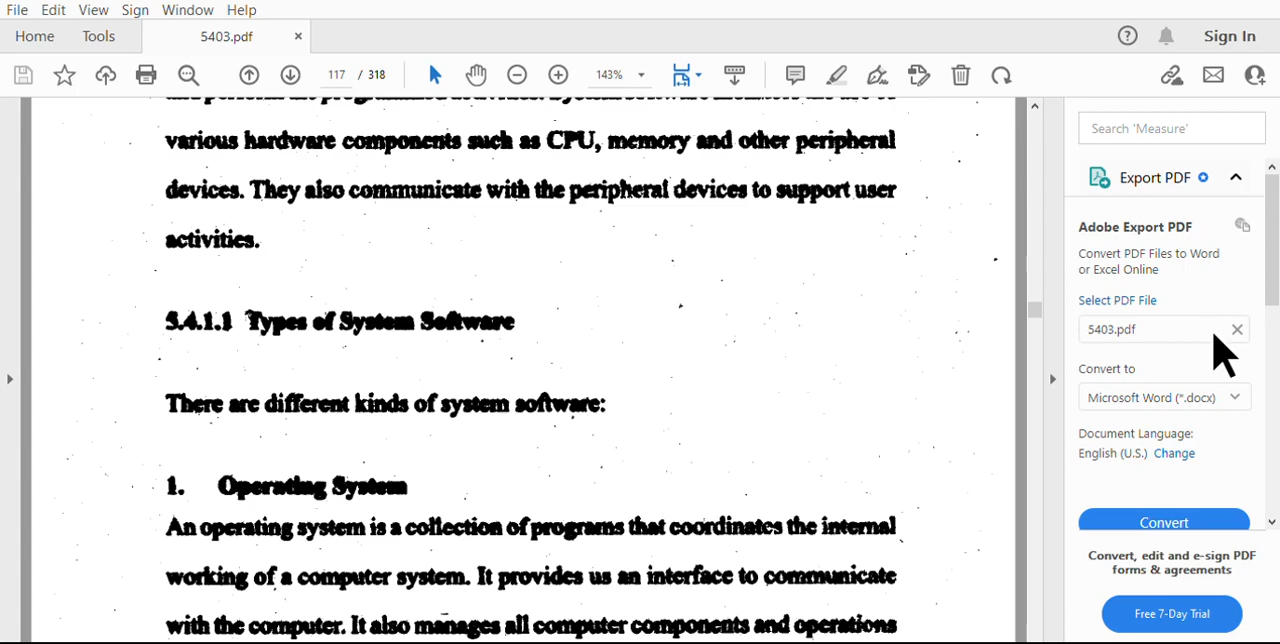 File Edit View Sign Window Help
Home Tools 5403.pdf × Sign In
117 / 318 143%
various hardware components such as CPU, memory and other peripheral
devices. They also communicate with the peripheral devices to support user
activities.
5.4.1.1 Types of System Software
There are different kinds of system software:
1. Operating System
An operating system is a collection of programs that coordinates the internal
working of a computer system. It provides us an interface to communicate
with the computer. It also manages all computer components and operations
Search 'Measure'
Export PDF
Adobe Export PDF
Convert PDF Files to Word
or Excel Online
Select PDF File
5403.pdf
Convert to
Microsoft Word (*.docx)
Document Language:
English (U.S.) Change
Convert
Convert, edit and e-sign PDF
forms & agreements
Free 7-Day Trial